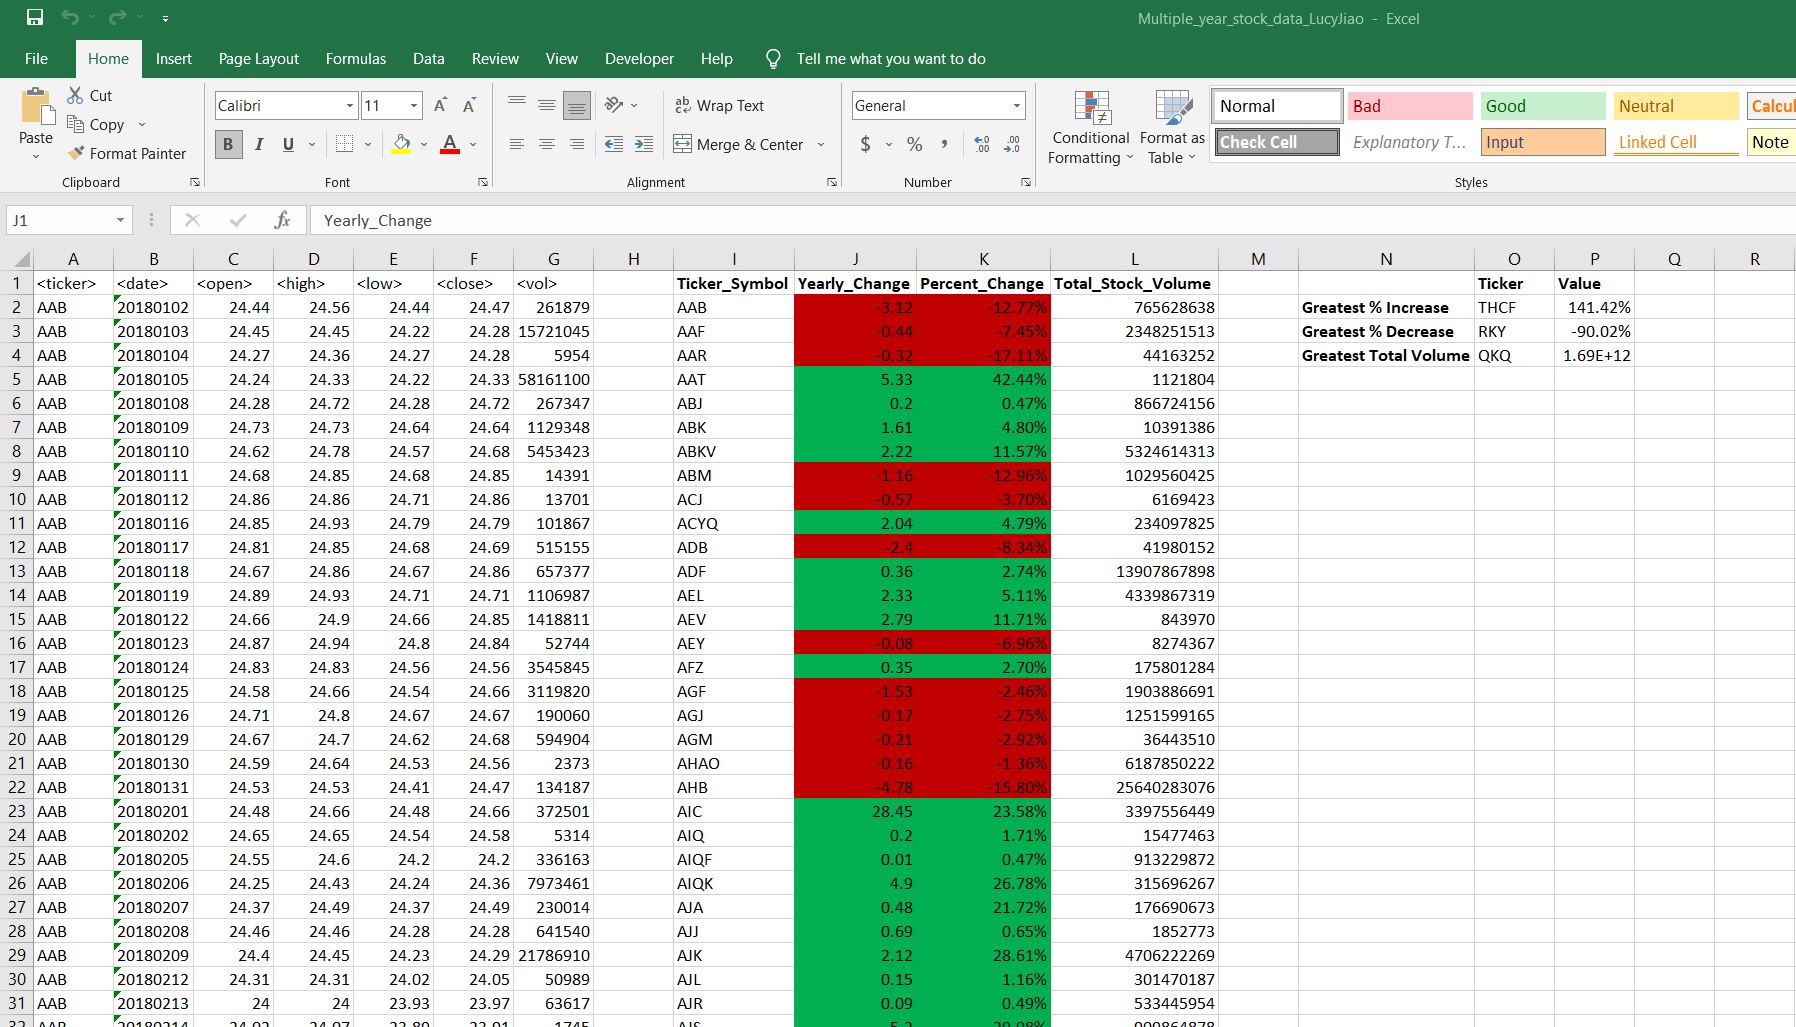 Multiple_year_stock_data_LucyJiao - Excel
File Home Insert Page Layout Formulas Data Review View Developer Help Tell me what you want to do
Cut Calibri 11 A A Wrap Text General Normal Bad Good Neutral
Paste Copy Merge & Center $ % Conditional Formatting Format as Table Check Cell Explanatory T... Input Linked Cell Note
Format Painter B I U A
Clipboard Font Alignment Number Styles
J1 fx Yearly_Change
A B C D E F G H I J K L M N O P Q R
1 <ticker> <date> <open> <high> <low> <close> <vol> Ticker_Symbol Yearly_Change Percent_Change Total_Stock_Volume Ticker Value
2 AAB 20180102 24.44 24.56 24.44 24.47 261879 AAB -3.12 -12.77% 765628638 Greatest % Increase THCF 141.42%
3 AAB 20180103 24.45 24.45 24.22 24.28 15721045 AAF -0.44 -7.45% 2348251513 Greatest % Decrease RKY -90.02%
4 AAB 20180104 24.27 24.36 24.27 24.28 5954 AAR -0.32 -17.11% 44163252 Greatest Total Volume QKQ 1.69E+12
5 AAB 20180105 24.24 24.33 24.22 24.33 58161100 AAT 5.33 42.44% 1121804
6 AAB 20180108 24.28 24.72 24.28 24.72 267347 ABJ 0.2 0.47% 866724156
7 AAB 20180109 24.73 24.73 24.64 24.64 1129348 ABK 1.61 4.80% 10391386
8 AAB 20180110 24.62 24.78 24.57 24.68 5453423 ABKV 2.22 11.57% 5324614313
9 AAB 20180111 24.68 24.85 24.68 24.85 14391 ABM -1.16 -12.96% 1029560425
10 AAB 20180112 24.86 24.86 24.71 24.86 13701 ACJ -0.57 -3.70% 6169423
11 AAB 20180116 24.85 24.93 24.79 24.79 101867 ACYQ 2.04 4.79% 234097825
12 AAB 20180117 24.81 24.85 24.68 24.69 515155 ADB -2.4 -8.34% 41980152
13 AAB 20180118 24.67 24.86 24.67 24.86 657377 ADF 0.36 2.74% 13907867898
14 AAB 20180119 24.89 24.93 24.71 24.71 1106987 AEL 2.33 5.11% 4339867319
15 AAB 20180122 24.66 24.9 24.66 24.85 1418811 AEV 2.79 11.71% 843970
16 AAB 20180123 24.87 24.94 24.8 24.84 52744 AEY -0.08 -6.96% 8274367
17 AAB 20180124 24.83 24.83 24.56 24.56 3545845 AFZ 0.35 2.70% 175801284
18 AAB 20180125 24.58 24.66 24.54 24.66 3119820 AGF -1.53 -2.46% 1903886691
19 AAB 20180126 24.71 24.8 24.67 24.67 190060 AGJ -0.17 -2.75% 1251599165
20 AAB 20180129 24.67 24.7 24.62 24.68 594904 AGM -0.21 -2.92% 36443510
21 AAB 20180130 24.59 24.64 24.53 24.56 2373 AHAO -0.16 -1.36% 6187850222
22 AAB 20180131 24.53 24.53 24.41 24.47 134187 AHB -4.78 -15.80% 25640283076
23 AAB 20180201 24.48 24.66 24.48 24.66 372501 AIC 28.45 23.58% 3397556449
24 AAB 20180202 24.65 24.65 24.54 24.58 5314 AIQ 0.2 1.71% 15477463
25 AAB 20180205 24.55 24.6 24.2 24.2 336163 AIQF 0.01 0.47% 913229872
26 AAB 20180206 24.25 24.43 24.24 24.36 7973461 AIQK 4.9 26.78% 315696267
27 AAB 20180207 24.37 24.49 24.37 24.49 230014 AJA 0.48 21.72% 176690673
28 AAB 20180208 24.46 24.46 24.28 24.28 641540 AJJ 0.69 0.65% 1852773
29 AAB 20180209 24.4 24.45 24.23 24.29 21786910 AJK 2.12 28.61% 4706222269
30 AAB 20180212 24.31 24.31 24.02 24.05 50989 AJL 0.15 1.16% 301470187
31 AAB 20180213 24 24 23.93 23.97 63617 AJR 0.09 0.49% 533445954